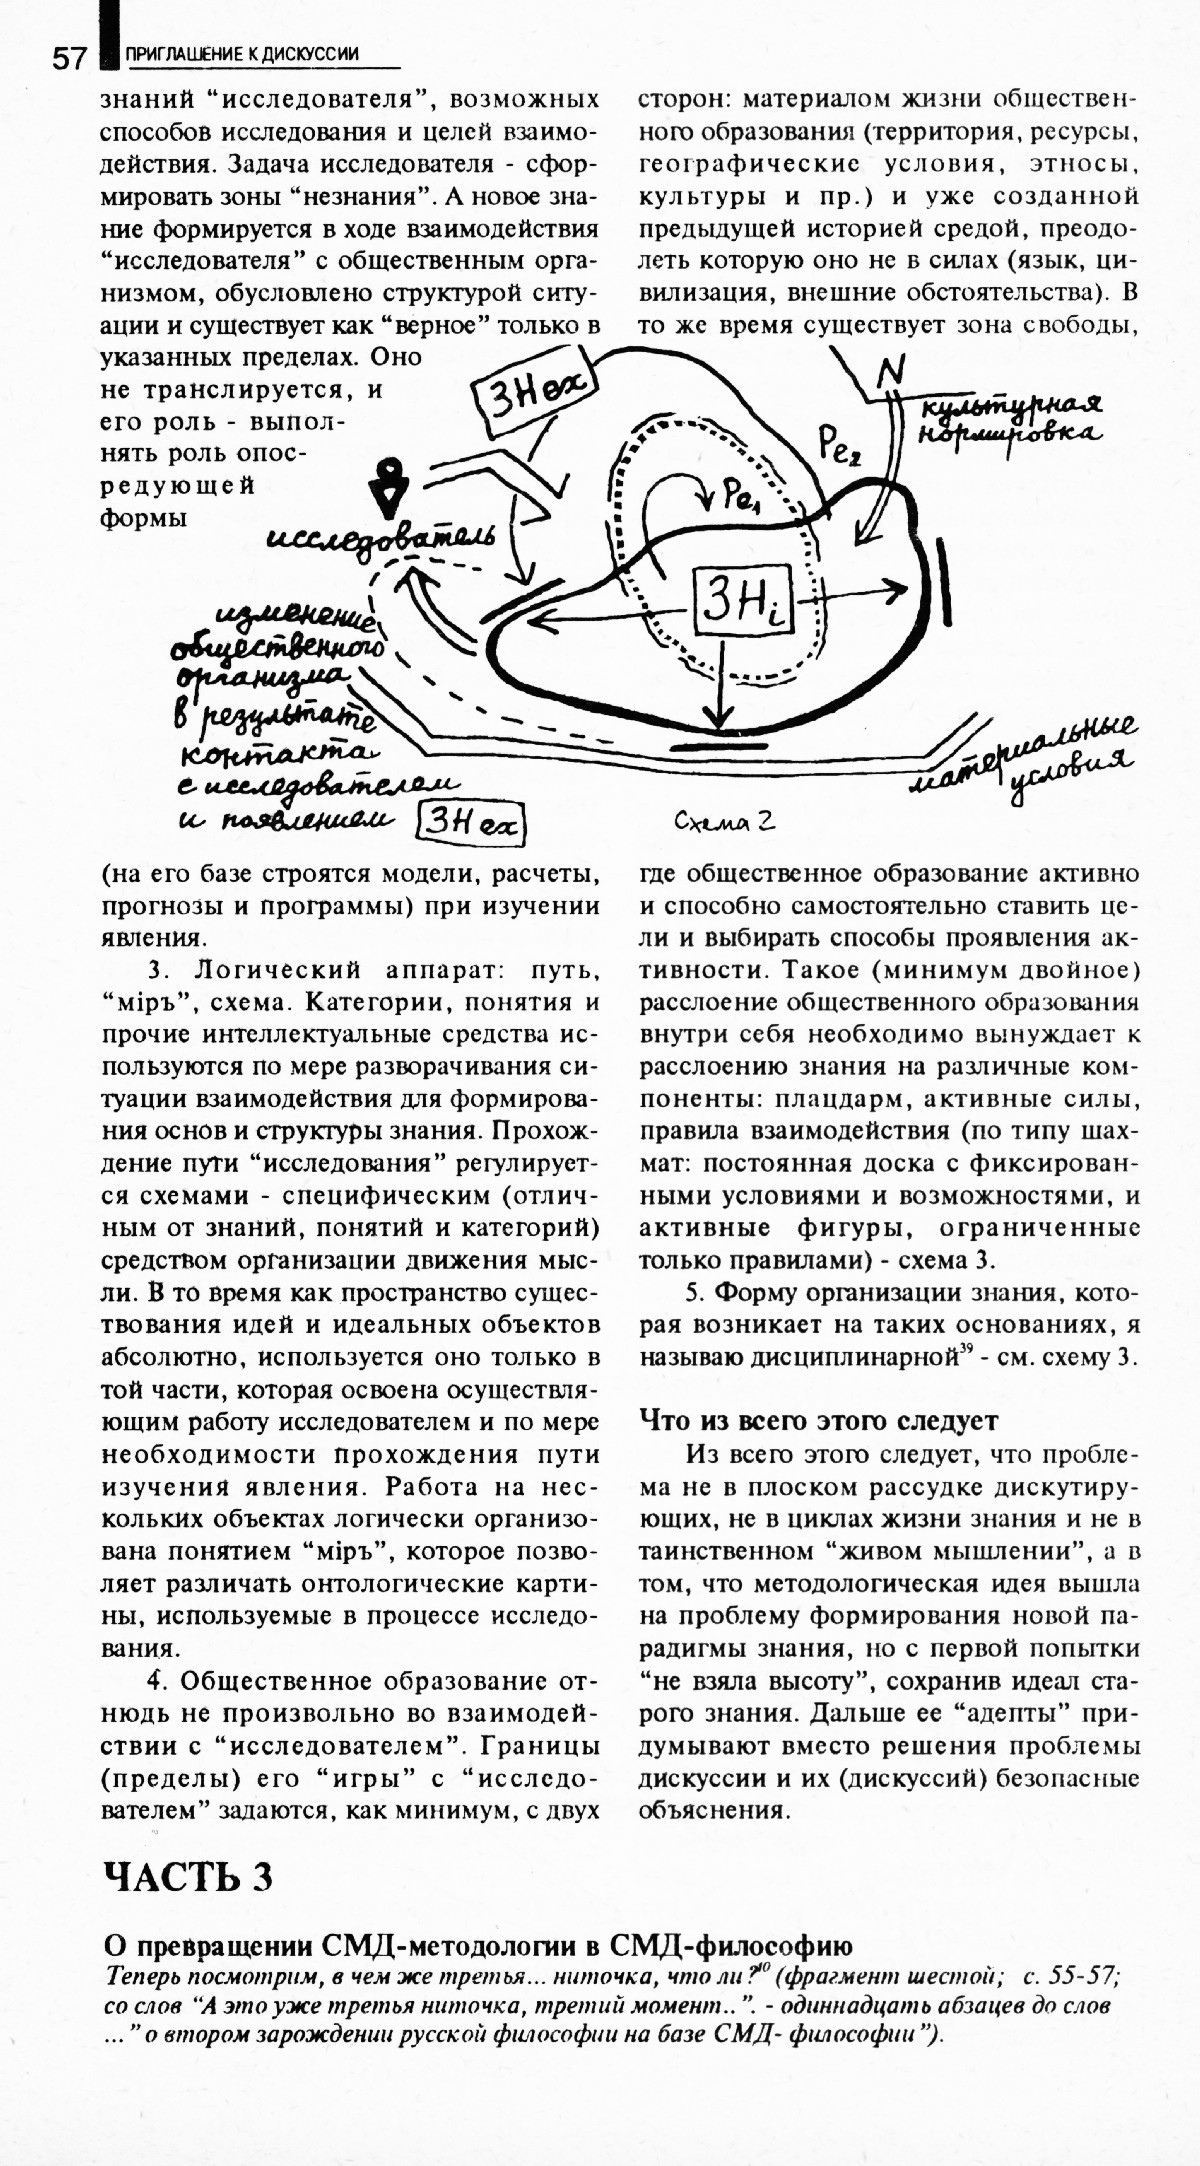 57 ПРИГЛАШЕНИЕ К ДИСКУССИИ
знаний “исследователя”, возможных
способов исследования и целей взаимо-
действия. Задача исследователя - сфор-
мировать зоны “незнания”. А новое зна-
ние формируется в ходе взаимодействия
“исследователя” с общественным орга-
низмом, обусловлено структурой ситу-
ации и существует как “верное” только в
указанных пределах. Оно
не транслируется, и
его роль - выпол-
нять роль опос-
редующей
формы
сторон: материалом жизни обществен-
ного образования (территория, ресурсы,
географические условия, этносы,
культуры и пр.) и уже созданной
предыдущей историей средой, преодо-
леть которую оно не в силах (язык, ци-
вилизация, внешние обстоятельства). В
то же время существует зона свободы,
ЗН ex
N
культурная
нормировка
Ре2
Ре1
исследователь
ЗНi
изменение
общественного
организма
в результате
контакта
с исследователем
и появлением ЗН ex
материальные
условия
Схема 2
(на его базе строятся модели, расчеты,
прогнозы и программы) при изучении
явления.
3. Логический аппарат: путь,
“мiръ”, схема. Категории, понятия и
прочие интеллектуальные средства ис-
пользуются по мере разворачивания си-
туации взаимодействия для формирова-
ния основ и структуры знания. Прохож-
дение пути “исследования” регулирует-
ся схемами - специфическим (отлич-
ным от знаний, понятий и категорий)
средством организации движения мыс-
ли. В то время как пространство сущес-
твования идей и идеальных объектов
абсолютно, используется оно только в
той части, которая освоена осуществля-
ющим работу исследователем и по мере
необходимости прохождения пути
изучения явления. Работа на нес-
кольких объектах логически организо-
вана понятием “мiръ”, которое позво-
ляет различать онтологические карти-
ны, используемые в процессе исследо-
вания.
4. Общественное образование от-
нюдь не произвольно во взаимодей-
ствии с “исследователем”. Границы
(пределы) его “игры” с “исследо-
вателем” задаются, как минимум, с двух
где общественное образование активно
и способно самостоятельно ставить це-
ли и выбирать способы проявления ак-
тивности. Такое (минимум двойное)
расслоение общественного образования
внутри себя необходимо вынуждает к
расслоению знания на различные ком-
поненты: плацдарм, активные силы,
правила взаимодействия (по типу шах-
мат: постоянная доска с фиксирован-
ными условиями и возможностями, и
активные фигуры, ограниченные
только правилами) - схема 3.
5. Форму организации знания, кото-
рая возникает на таких основаниях, я
называю дисциплинарной³⁹ - см. схему 3.
Что из всего этого следует
Из всего этого следует, что пробле-
ма не в плоском рассудке дискутиру-
ющих, не в циклах жизни знания и не в
таинственном “живом мышлении”, а в
том, что методологическая идея вышла
на проблему формирования новой па-
радигмы знания, но с первой попытки
“не взяла высоту”, сохранив идеал ста-
рого знания. Дальше ее “адепты” при-
думывают вместо решения проблемы
дискуссии и их (дискуссий) безопасные
объяснения.
ЧАСТЬ 3
О превращении СМД-методологии в СМД-философию
Теперь посмотрим, в чем же третья... ниточка, что ли?⁴⁰ (фрагмент шестой; с. 55-57;
со слов “А это уже третья ниточка, третий момент.. ”. - одиннадцать абзацев до слов
...”о втором зарождении русской философии на базе СМД- философии”).